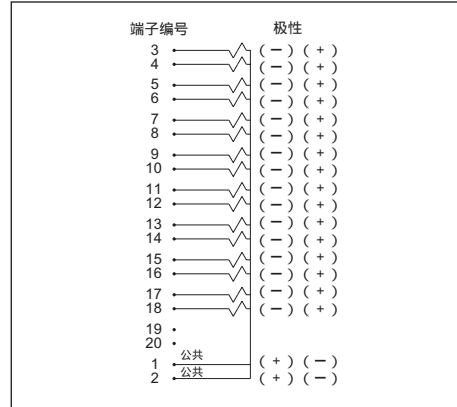 端子编号 极性
3 (－) (+)
4 (－) (+)
5 (－) (+)
6 (－) (+)
7 (－) (+)
8 (－) (+)
9 (－) (+)
10 (－) (+)
11 (－) (+)
12 (－) (+)
13 (－) (+)
14 (－) (+)
15 (－) (+)
16 (－) (+)
17 (－) (+)
18 (－) (+)
19
20
1 公共 (+) (－)
2 公共 (+) (－)